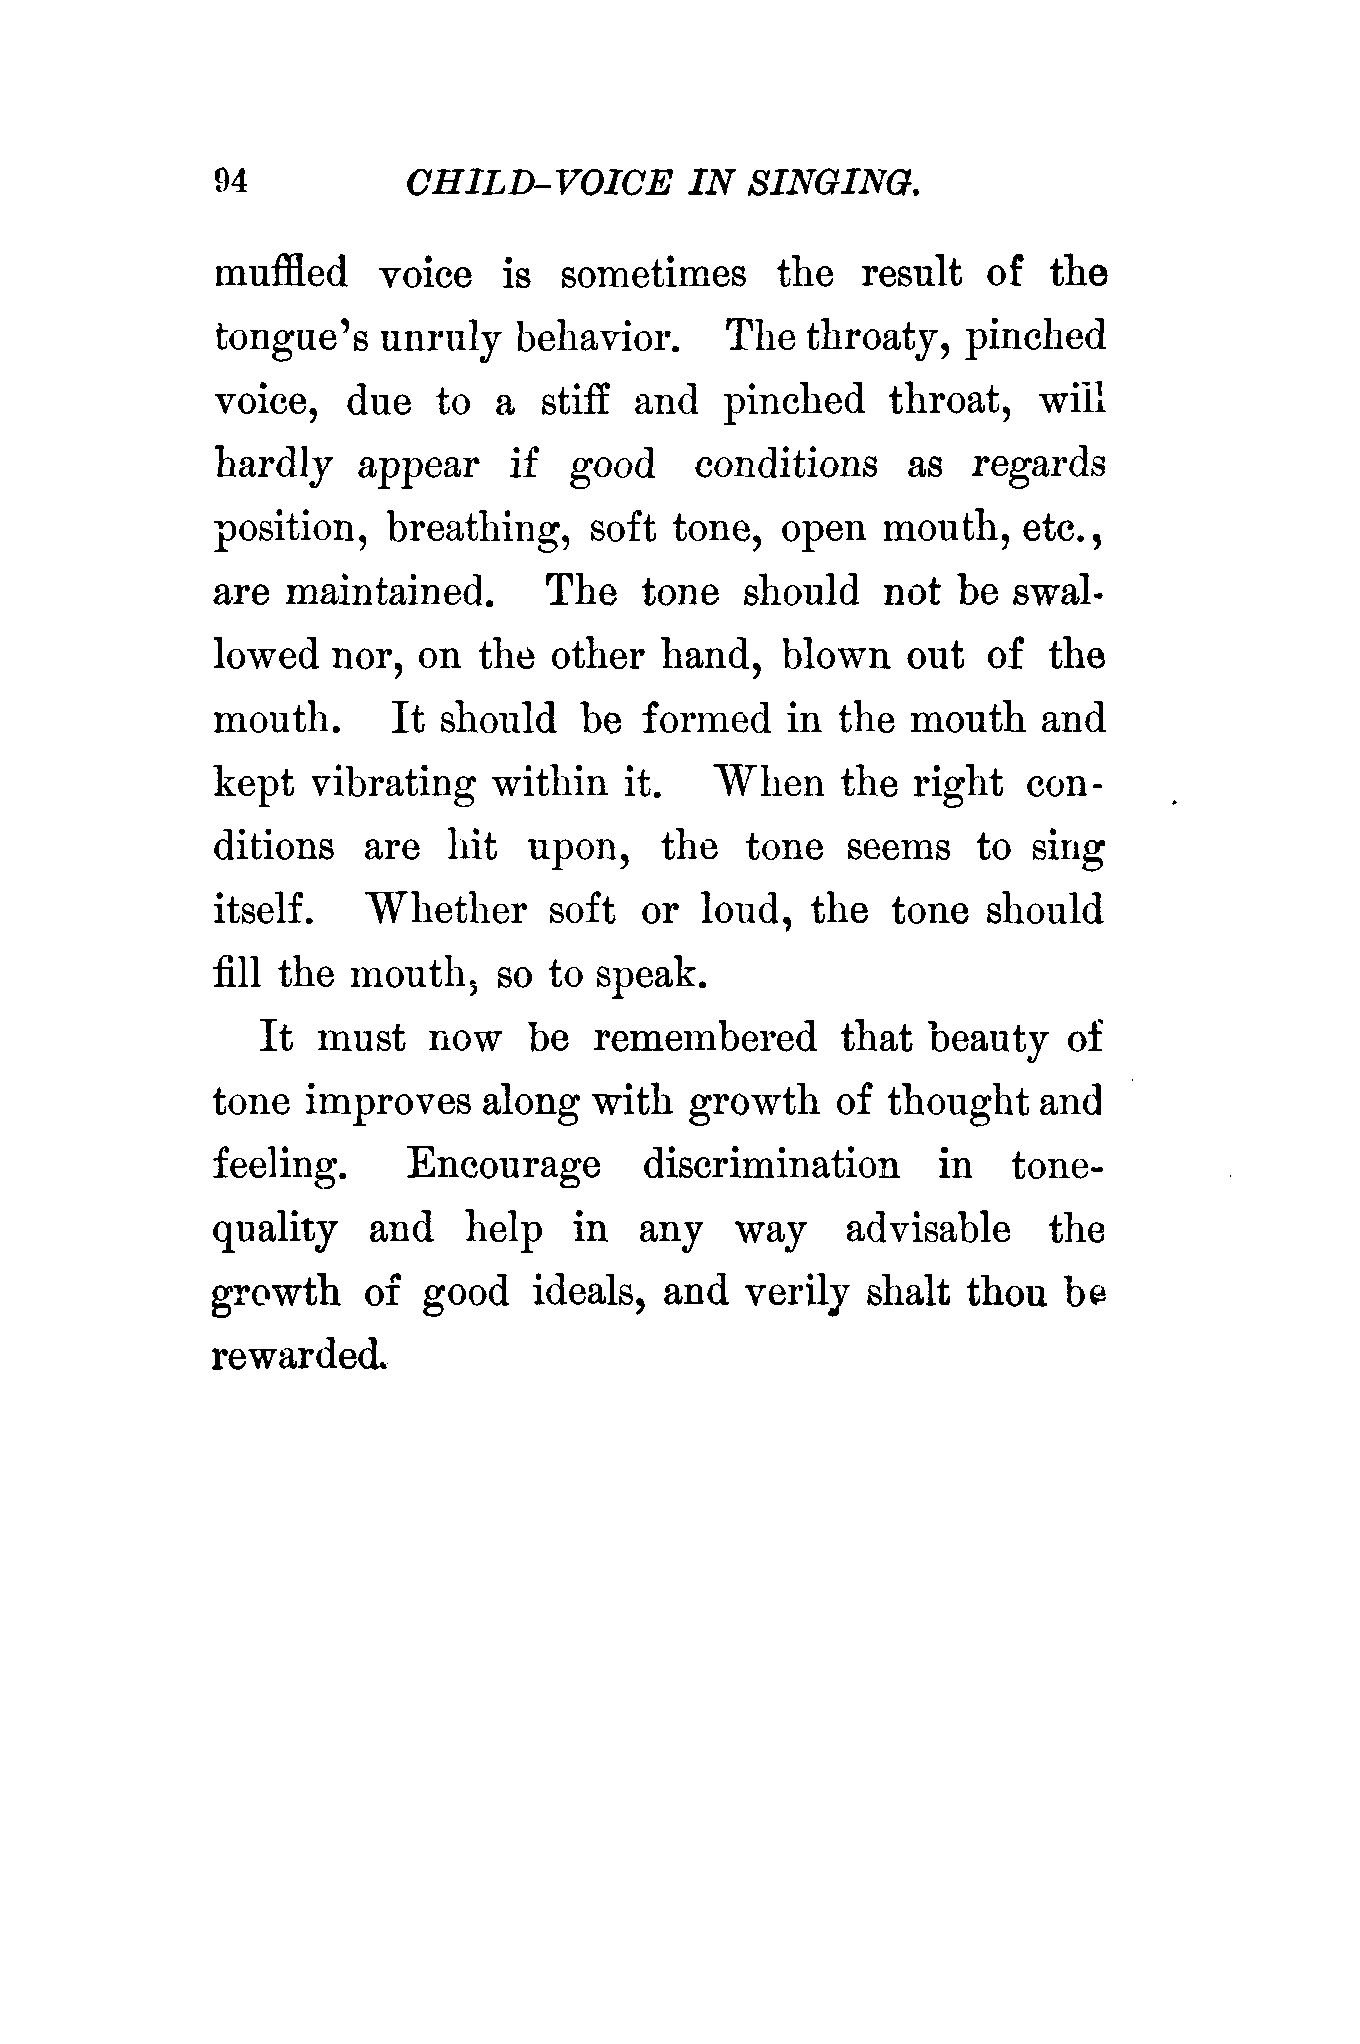 94 CHILD-VOICE IN SINGING.
muffled voice is sometimes the result of the
tongue's unruly behavior. The throaty, pinched
voice, due to a stiff and pinched throat, will
hardly appear if good conditions as regards
position, breathing, soft tone, open mouth, etc.,
are maintained. The tone should not be swal-
lowed nor, on the other hand, blown out of the
mouth. It should be formed in the mouth and
kept vibrating within it. When the right con-
ditions are hit upon, the tone seems to sing
itself. Whether soft or loud, the tone should
fill the mouth, so to speak.
It must now be remembered that beauty of
tone improves along with growth of thought and
feeling. Encourage discrimination in tone-
quality and help in any way advisable the
growth of good ideals, and verily shalt thou be
rewarded.